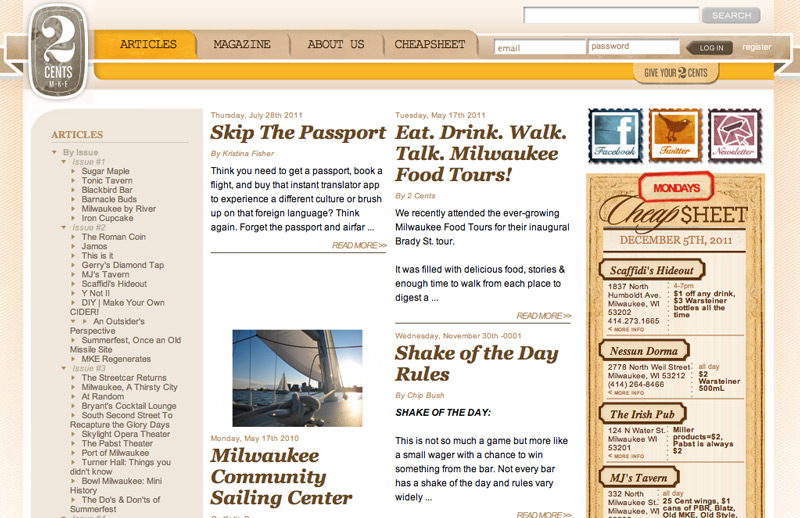 SEARCH
2
CENTS
M·K·E
ARTICLES
MAGAZINE
ABOUT US
CHEAPSHEET
email
password
LOG IN
register
GIVE YOUR 2 CENTS
ARTICLES
By Issue
Issue #1
Sugar Maple
Tonic Tavern
Blackbird Bar
Barnacle Buds
Milwaukee by River
Iron Cupcake
Issue #2
The Roman Coin
Jamos
This is it
Gerry's Diamond Tap
MJ's Tavern
Scaffidi's Hideout
Y Not II
DIY | Make Your Own
CIDER!
An Outsider's
Perspective
Summerfest, Once an Old
Missile Site
MKE Regenerates
Issue #3
The Streetcar Returns
Milwaukee, A Thirsty City
At Random
Bryant's Cocktail Lounge
South Second Street To
Recapture the Glory Days
Skylight Opera Theater
The Pabst Theater
Port of Milwaukee
Turner Hall: Things you
didn't know
Bowl Milwaukee: Mini
History
The Do's & Don'ts of
Summerfest
Thursday, July 28th 2011
Skip The Passport
By Kristina Fisher
Think you need to get a passport, book a
flight, and buy that instant translator app
to experience a different culture or brush
up on that foreign language? Think
again. Forget the passport and airfar ...
READ MORE >>
Monday, May 17th 2010
Milwaukee
Community
Sailing Center
Tuesday, May 17th 2011
Eat. Drink. Walk.
Talk. Milwaukee
Food Tours!
By 2 Cents
We recently attended the ever-growing
Milwaukee Food Tours for their inaugural
Brady St. tour.
It was filled with delicious food, stories &
enough time to walk from each place to
digest a ...
READ MORE >>
Wednesday, November 30th -0001
Shake of the Day
Rules
By Chip Bush
SHAKE OF THE DAY:
This is not so much a game but more like
a small wager with a chance to win
something from the bar. Not every bar
has a shake of the day and rules vary
widely ...
READ MORE >>
Facebook
Twitter
Newsletter
MONDAYS
Cheap $HEET
DECEMBER 5TH, 2011
Scaffidi's Hideout
1837 North
Humboldt Ave.
Milwaukee, WI
53202
414.273.1665
< MORE INFO
4-7pm
$1 off any drink,
$3 Warsteiner
bottles all the
time
Nessun Dorma
2778 North Weil Street
Milwaukee, WI 53212
(414) 264-8466
< MORE INFO
all day
$2
Warsteiner
500mL
The Irish Pub
124 N Water St.
Milwaukee WI
53201
< MORE INFO
Miller
products=$2,
Pabst is always
$2
MJ's Tavern
332 North
Milwaukee St.
all day
25 Cent wings, $1
cans of PBR, Blatz,
Old MKE, Old Style,